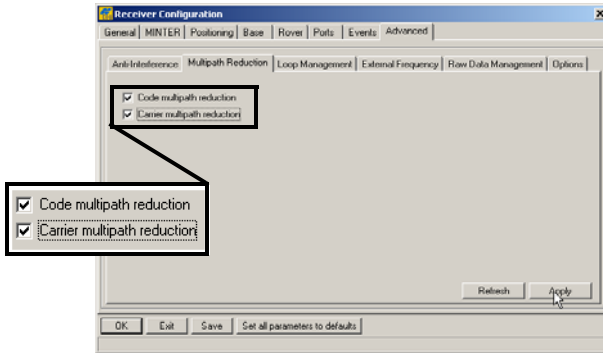 Receiver Configuration
General MINTER Positioning Base Rover Ports Events Advanced
Anti-Interference Multipath Reduction Loop Management External Frequency Raw Data Management Options
Code multipath reduction
Carrier multipath reduction
Code multipath reduction
Carrier multipath reduction
Refresh Apply
OK Exit Save Set all parameters to defaults